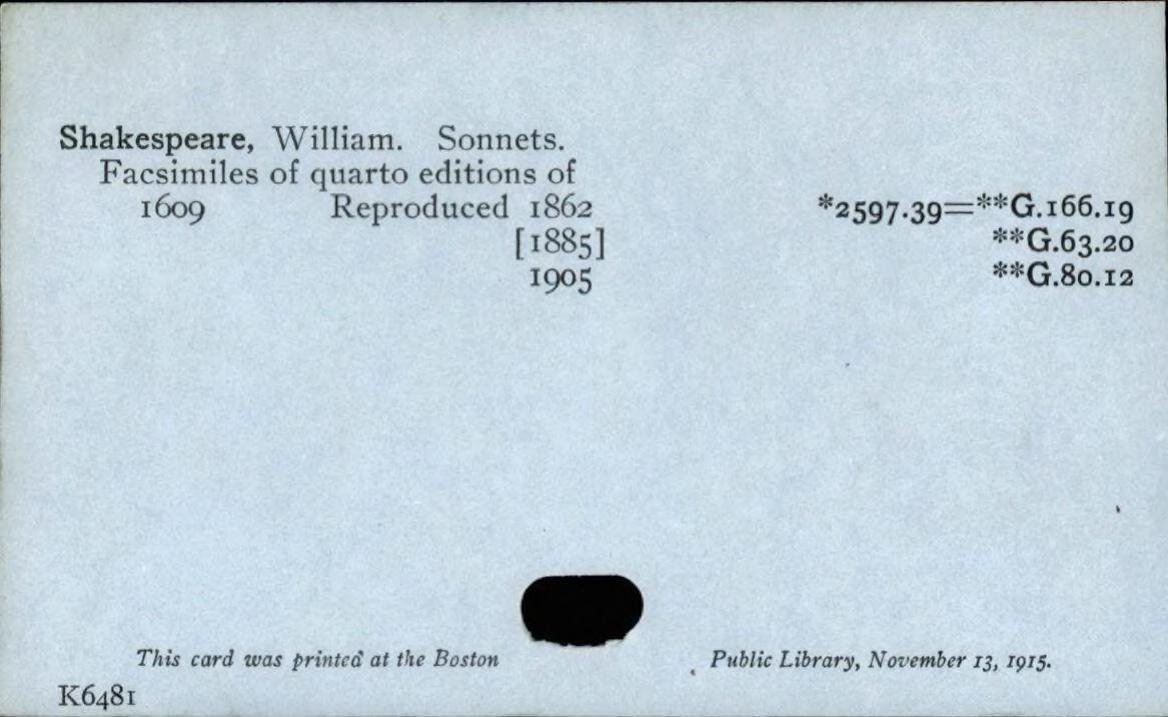 Shakespeare, William. Sonnets.
Facsimiles of quarto editions of
1609 Reproduced 1862 *2597.39=**G.166.19
[1885] **G.63.20
1905 **G.80.12
This card was printed at the Boston Public Library, November 13, 1915.
K6481